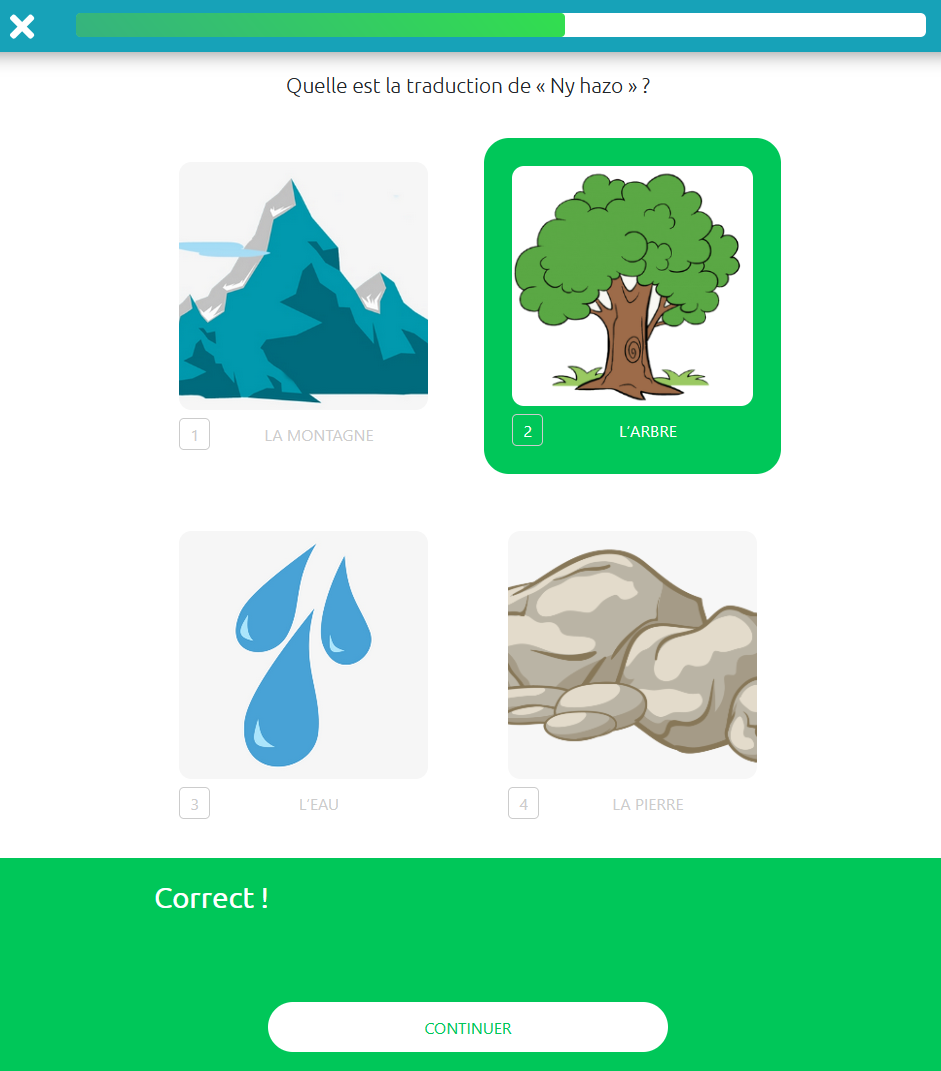 Quelle est la traduction de « Ny hazo » ?
1 LA MONTAGNE
2 L'ARBRE
3 L'EAU
4 LA PIERRE
Correct !
CONTINUER